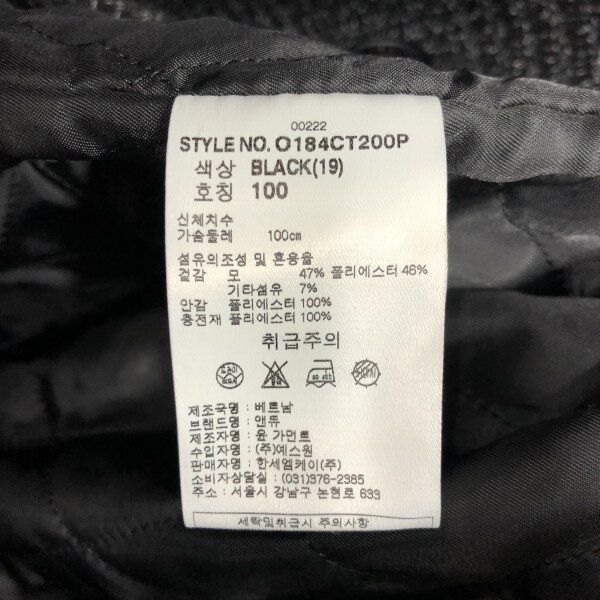 00222
STYLE NO. O184CT200P
색상 BLACK(19)
호칭 100
신체치수
가슴둘레 100cm
섬유의조성 및 혼용율
겉감 모 47% 폴리에스터 46%
기타섬유 7%
안감 폴리에스터 100%
충전재 폴리에스터 100%
취급주의
제조국명 : 베트남
브랜드명 : 앤듀
제조자명 : 윤 가먼트
수입자명 : (주)예스원
판매자명 : 한세엠케이(주)
소비자상담실 : (031)376-2385
주소 : 서울시 강남구 논현로 633
세탁및취급시 주의사항